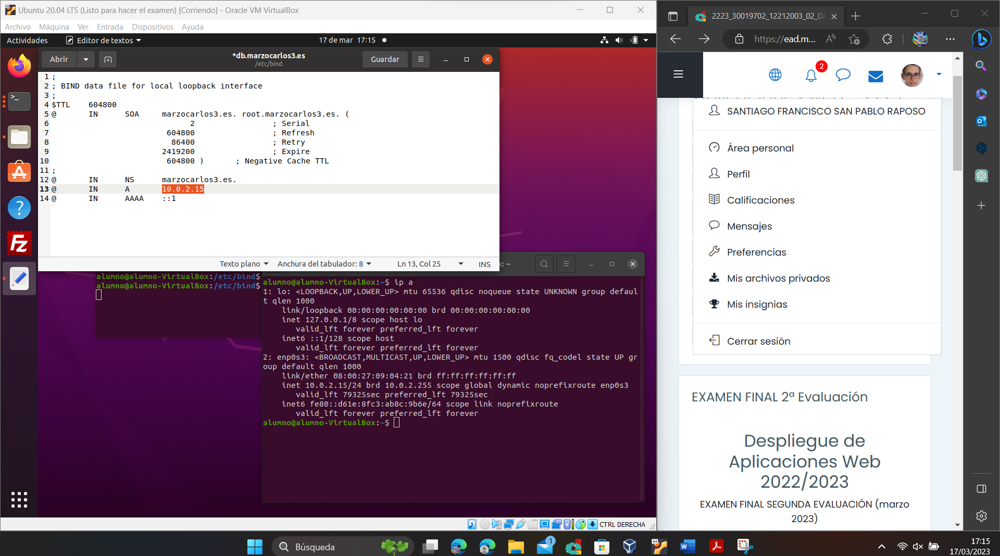 Ubuntu 20.04 LTS (Listo para hacer el examen) [Corriendo] - Oracle VM VirtualBox
Archivo Máquina Ver Entrada Dispositivos Ayuda
Actividades Editor de textos 17 de mar 17:15
Abrir *db.marzocarlos3.es Guardar
/etc/bind
1 ;
2 ; BIND data file for local loopback interface
3 ;
4 $TTL 604800
5 @ IN SOA marzocarlos3.es. root.marzocarlos3.es. (
6 2 ; Serial
7 604800 ; Refresh
8 86400 ; Retry
9 2419200 ; Expire
10 604800 ) ; Negative Cache TTL
11 ;
12 @ IN NS marzocarlos3.es.
13 @ IN A 10.0.2.15
14 @ IN AAAA ::1
Texto plano Anchura del tabulador: 8 Ln 13, Col 25 INS
alumno@alumno-VirtualBox:/etc/bind$
alumno@alumno-VirtualBox:/etc/bind$
: ~
alumno@alumno-VirtualBox:~$ ip a
1: lo: <LOOPBACK,UP,LOWER_UP> mtu 65536 qdisc noqueue state UNKNOWN group defaul
t qlen 1000
link/loopback 00:00:00:00:00:00 brd 00:00:00:00:00:00
inet 127.0.0.1/8 scope host lo
valid_lft forever preferred_lft forever
inet6 ::1/128 scope host
valid_lft forever preferred_lft forever
2: enp0s3: <BROADCAST,MULTICAST,UP,LOWER_UP> mtu 1500 qdisc fq_codel state UP gr
oup default qlen 1000
link/ether 08:00:27:09:04:21 brd ff:ff:ff:ff:ff:ff
inet 10.0.2.15/24 brd 10.0.2.255 scope global dynamic noprefixroute enp0s3
valid_lft 79325sec preferred_lft 79325sec
inet6 fe80::d61e:8fc3:ab8c:9b6e/64 scope link noprefixroute
valid_lft forever preferred_lft forever
alumno@alumno-VirtualBox:~$
CTRL DERECHA
2223_30019702_12212003_02_DA
https://ead.m...
2
SANTIAGO FRANCISCO SAN PABLO RAPOSO
Área personal
Perfil
Calificaciones
Mensajes
Preferencias
Mis archivos privados
Mis insignias
Cerrar sesión
EXAMEN FINAL 2ª Evaluación
Despliegue de
Aplicaciones Web
2022/2023
EXAMEN FINAL SEGUNDA EVALUACIÓN (marzo
2023)
Búsqueda
1
17:15
17/03/2023